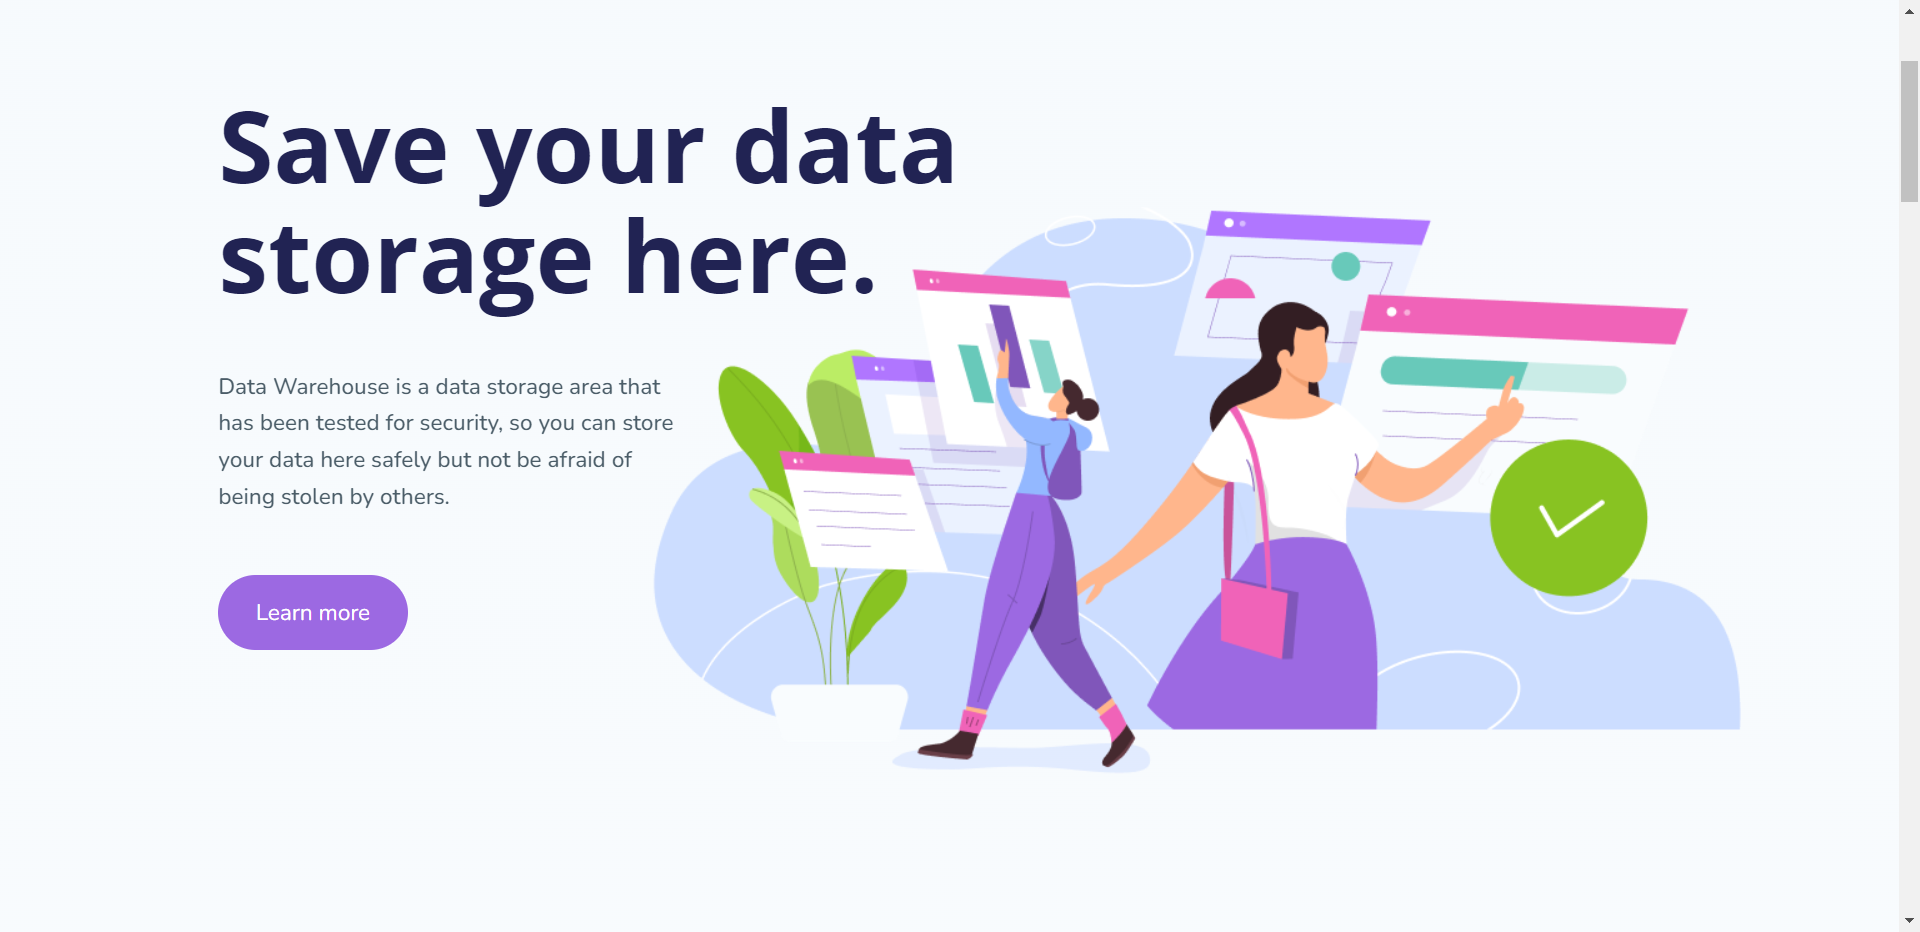 Save your data
storage here.
Data Warehouse is a data storage area that
has been tested for security, so you can store
your data here safely but not be afraid of
being stolen by others.
Learn more